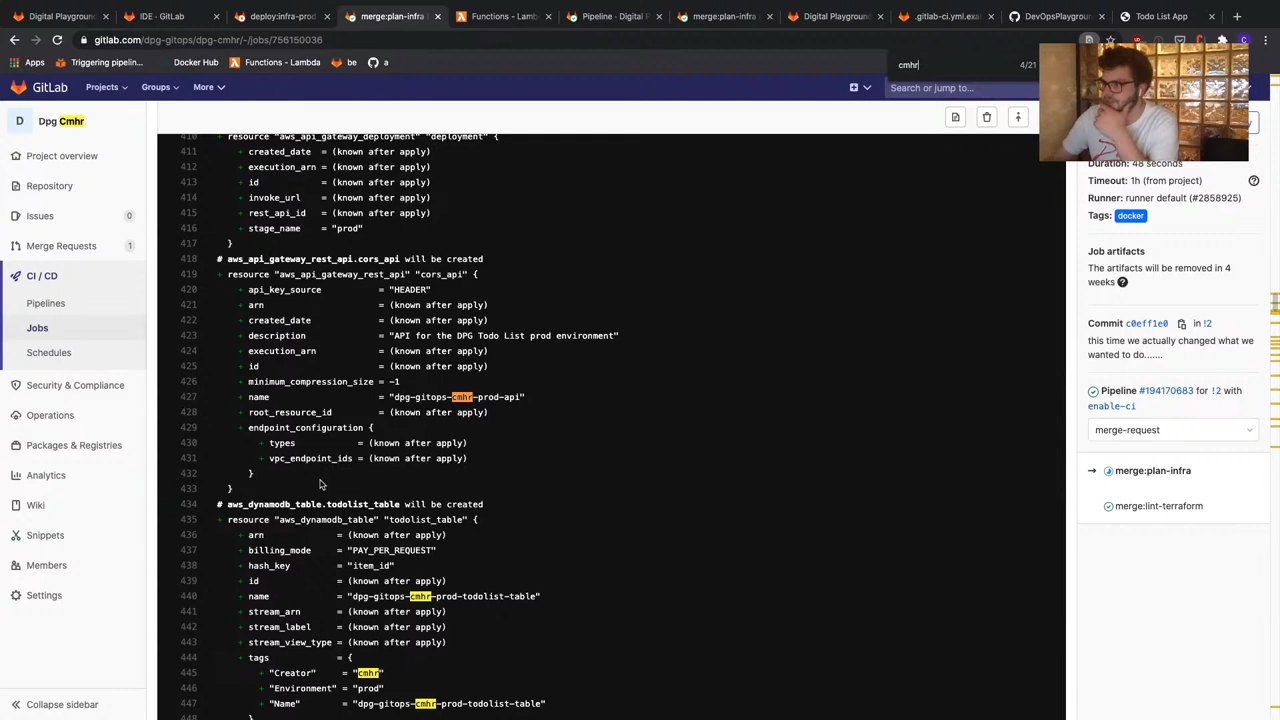 Digital Playground
IDE · GitLab
deploy:infra-prod
merge:plan-infra
Functions - Lambda
Pipeline · Digital P
merge:plan-infra
Digital Playground
.gitlab-ci.yml.exam
DevOpsPlaygroun
Todo List App
gitlab.com/dpg-gitops/dpg-cmhr/-/jobs/756150036
Apps
Triggering pipelin...
Docker Hub
Functions - Lambda
be
a
cmhr
4/21
GitLab
Projects
Groups
More
Search or jump to...
D
Dpg Cmhr
Project overview
Repository
Issues 0
Merge Requests 1
CI / CD
Pipelines
Jobs
Schedules
Security & Compliance
Operations
Packages & Registries
Analytics
Wiki
Snippets
Members
Settings
Collapse sidebar
410 + resource "aws_api_gateway_deployment" "deployment" {
411 + created_date = (known after apply)
412 + execution_arn = (known after apply)
413 + id = (known after apply)
414 + invoke_url = (known after apply)
415 + rest_api_id = (known after apply)
416 + stage_name = "prod"
417 }
418 # aws_api_gateway_rest_api.cors_api will be created
419 + resource "aws_api_gateway_rest_api" "cors_api" {
420 + api_key_source = "HEADER"
421 + arn = (known after apply)
422 + created_date = (known after apply)
423 + description = "API for the DPG Todo List prod environment"
424 + execution_arn = (known after apply)
425 + id = (known after apply)
426 + minimum_compression_size = -1
427 + name = "dpg-gitops-cmhr-prod-api"
428 + root_resource_id = (known after apply)
429 + endpoint_configuration {
430 + types = (known after apply)
431 + vpc_endpoint_ids = (known after apply)
432 }
433 }
434 # aws_dynamodb_table.todolist_table will be created
435 + resource "aws_dynamodb_table" "todolist_table" {
436 + arn = (known after apply)
437 + billing_mode = "PAY_PER_REQUEST"
438 + hash_key = "item_id"
439 + id = (known after apply)
440 + name = "dpg-gitops-cmhr-prod-todolist-table"
441 + stream_arn = (known after apply)
442 + stream_label = (known after apply)
443 + stream_view_type = (known after apply)
444 + tags = {
445 + "Creator" = "cmhr"
446 + "Environment" = "prod"
447 + "Name" = "dpg-gitops-cmhr-prod-todolist-table"
448 }
Duration: 48 seconds
Timeout: 1h (from project)
Runner: runner default (#2858925)
Tags: docker
Job artifacts
The artifacts will be removed in 4
weeks
Commit c0eff1e0 in !2
this time we actually changed what we
wanted to do.......
Pipeline #194170683 for !2 with
enable-ci
merge-request
→ merge:plan-infra
merge:lint-terraform